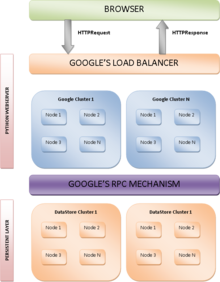 BROWSER
HTTPRequest
HTTPResponse
GOOGLE'S LOAD BALANCER
PYTHON WEBSERVER
Google Cluster 1
Node 1
Node 2
Node 3
Node N
Google Cluster N
Node 1
Node 2
Node 3
Node N
GOOGLE'S RPC MECHANISM
PERSISTENT LAYER
DataStore Cluster 1
Node 1
Node 2
Node 3
Node N
DataStore Cluster 1
Node 1
Node 2
Node 3
Node N